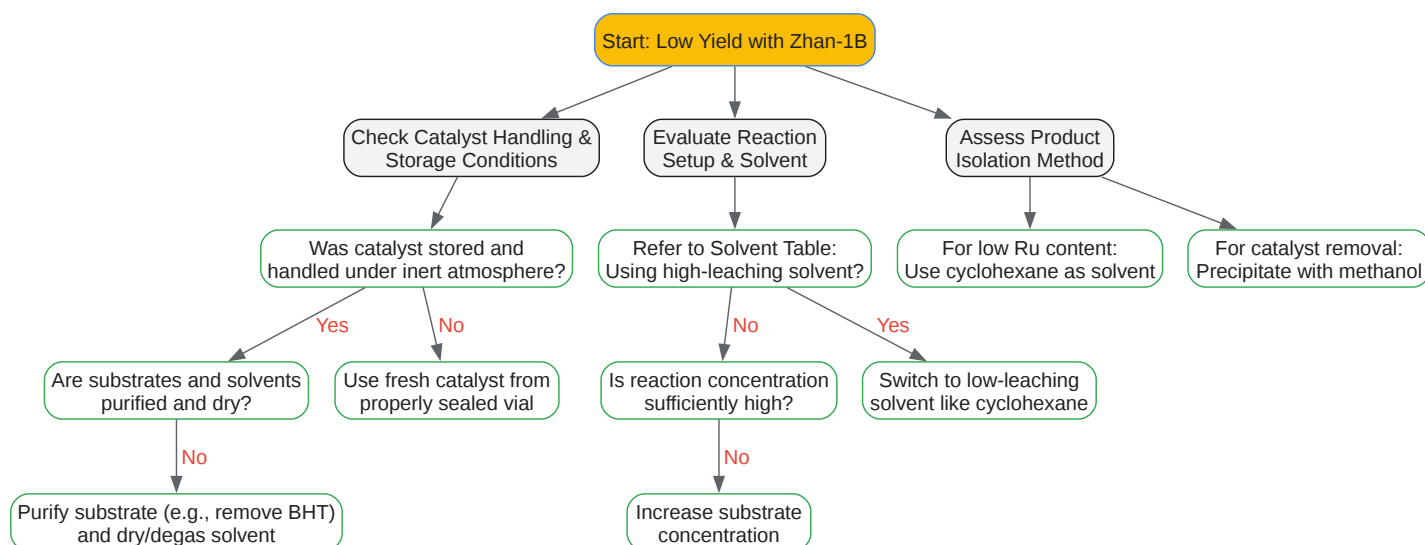 Start: Low Yield with Zhan-1B
Check Catalyst Handling &
Storage Conditions
Evaluate Reaction
Setup & Solvent
Assess Product
Isolation Method
Was catalyst stored and
handled under inert atmosphere?
Refer to Solvent Table:
Using high-leaching solvent?
For low Ru content:
Use cyclohexane as solvent
For catalyst removal:
Precipitate with methanol
Yes
No
No
Yes
Are substrates and solvents
purified and dry?
Use fresh catalyst from
properly sealed vial
Is reaction concentration
sufficiently high?
Switch to low-leaching
solvent like cyclohexane
No
No
Purify substrate (e.g., remove BHT)
and dry/degas solvent
Increase substrate
concentration